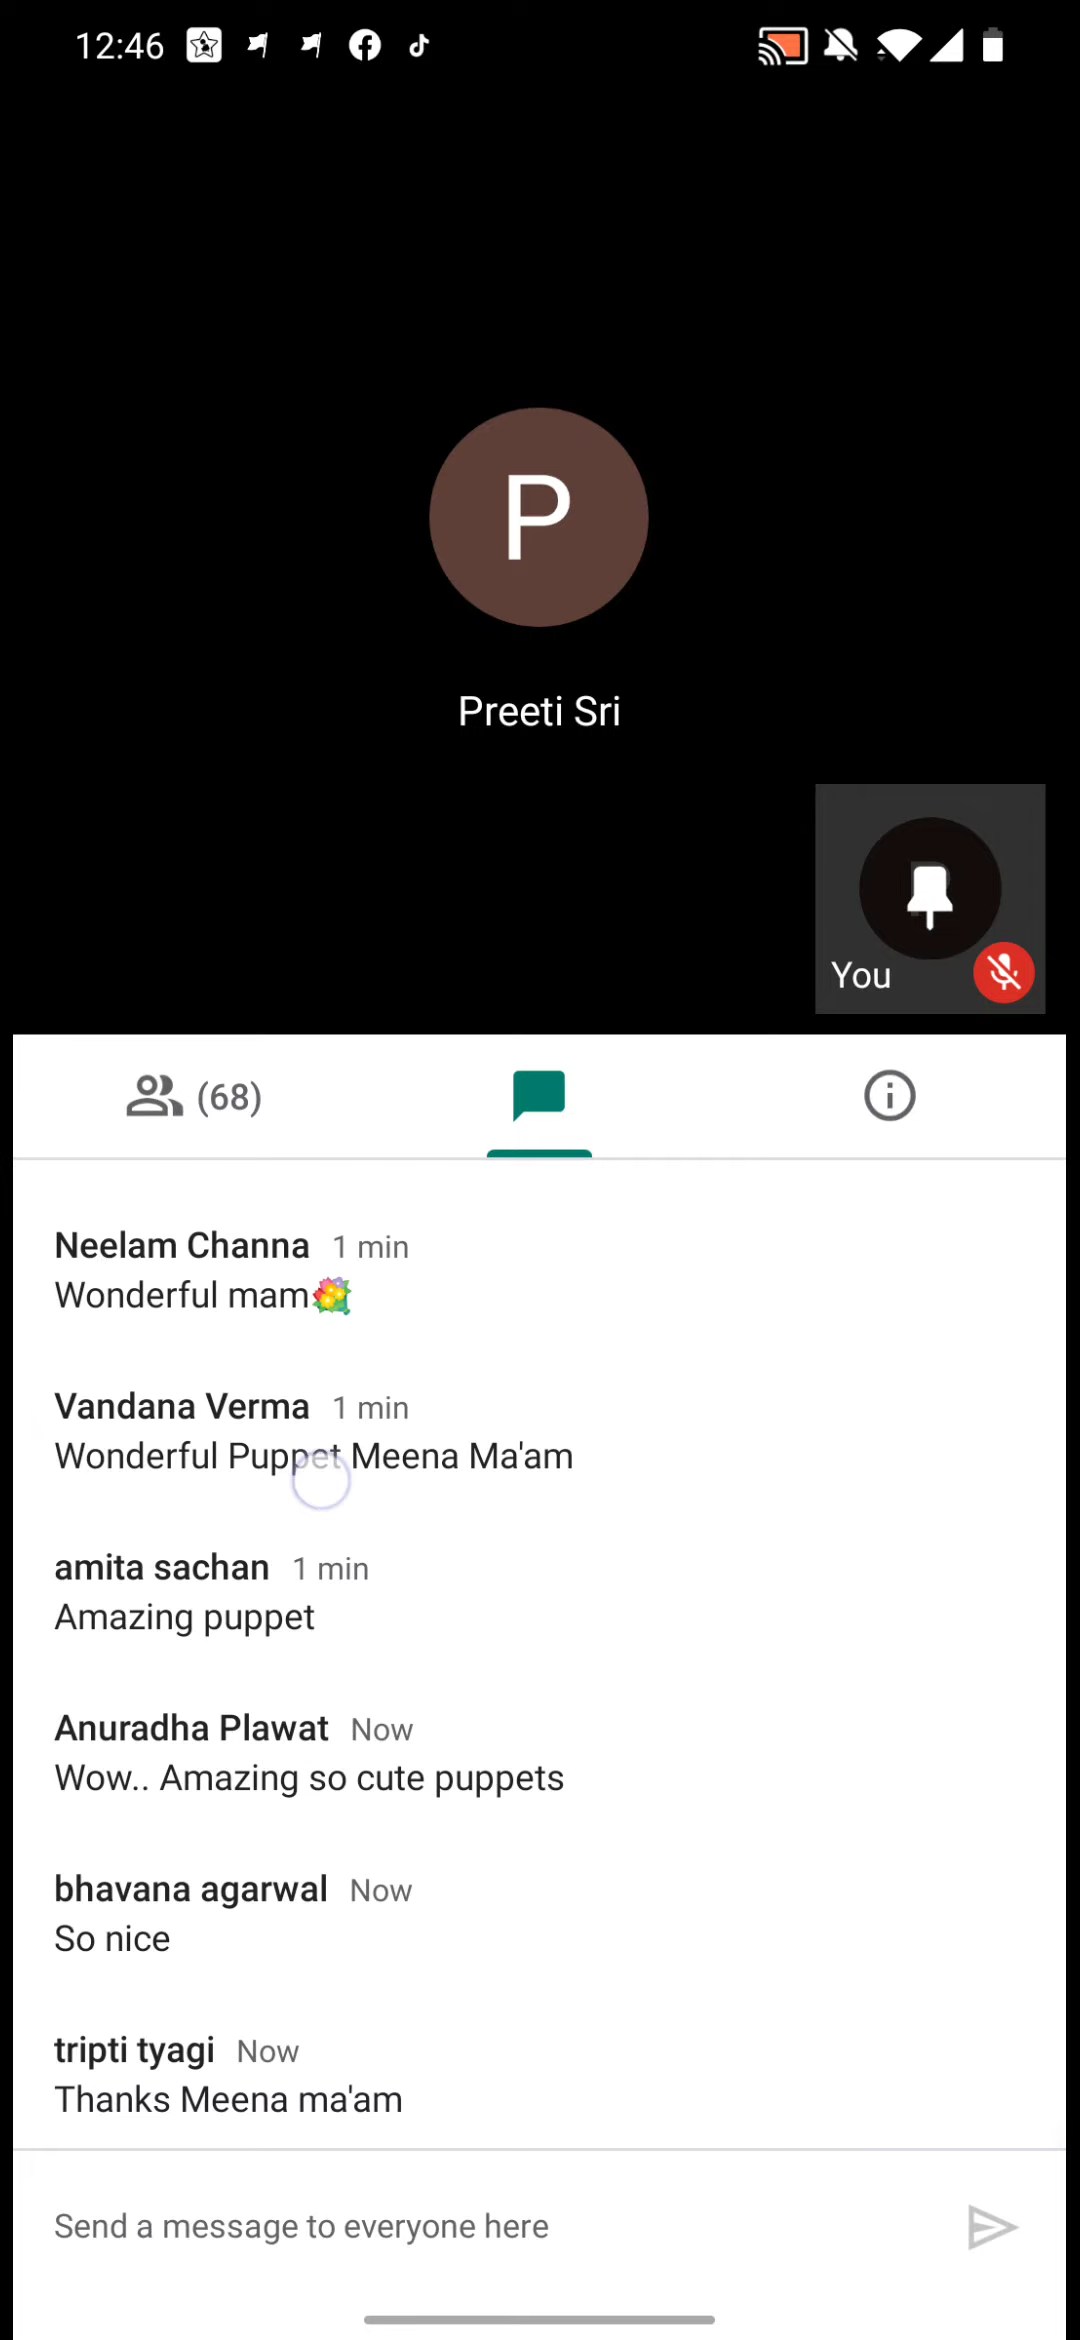 12:46
P
Preeti Sri
You
(68)
Neelam Channa 1 min
Wonderful mam💐
Vandana Verma 1 min
Wonderful Puppet Meena Ma'am
amita sachan 1 min
Amazing puppet
Anuradha Plawat Now
Wow.. Amazing so cute puppets
bhavana agarwal Now
So nice
tripti tyagi Now
Thanks Meena ma'am
Send a message to everyone here